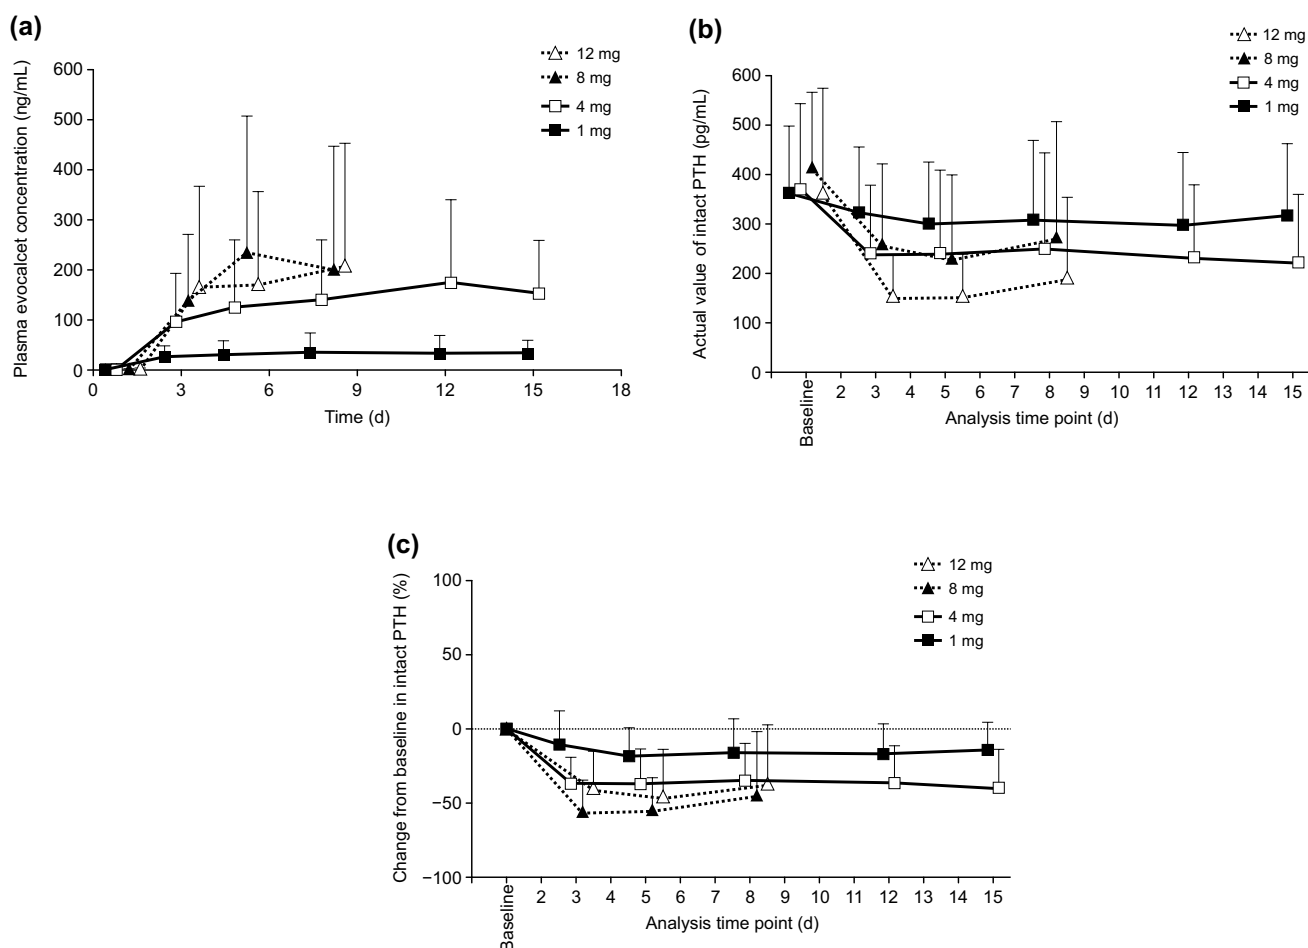 (a)
12 mg
8 mg
4 mg
1 mg
Plasma evocalcet concentration (ng/mL)
600
500
400
300
200
100
0
0 3 6 9 12 15 18
Time (d)
(b)
12 mg
8 mg
4 mg
1 mg
Actual value of intact PTH (pg/mL)
600
500
400
300
200
100
0
Baseline 2 3 4 5 6 7 8 9 10 11 12 13 14 15
Analysis time point (d)
(c)
12 mg
8 mg
4 mg
1 mg
Change from baseline in intact PTH (%)
100
50
0
−50
−100
Baseline 2 3 4 5 6 7 8 9 10 11 12 13 14 15
Analysis time point (d)